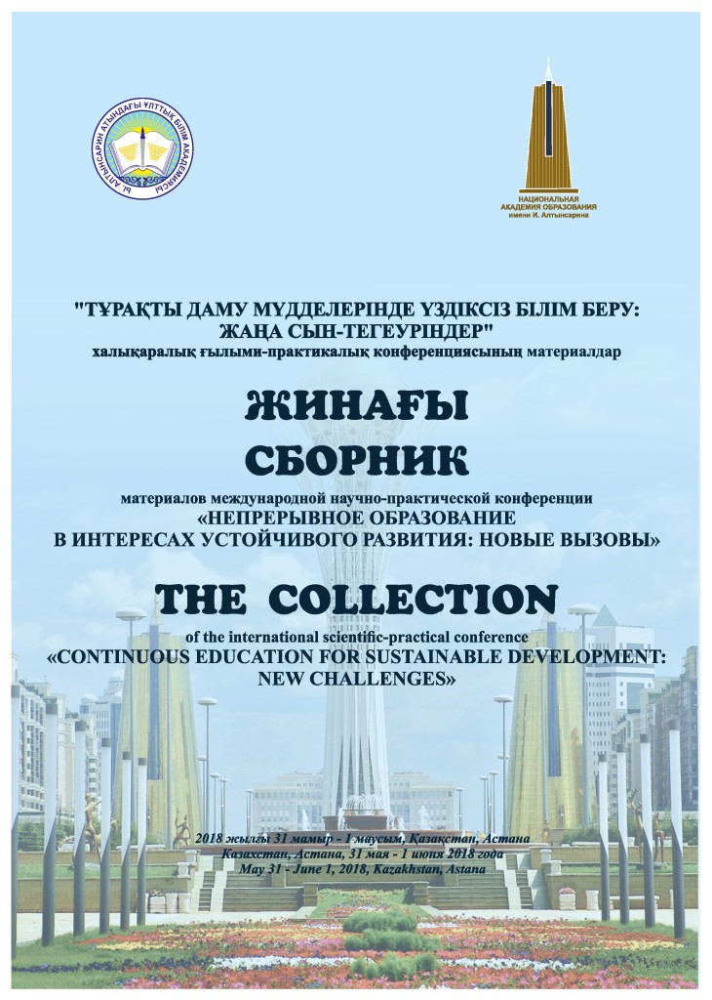 Ы. АЛТЫНСАРИН АТЫНДАҒЫ ҰЛТТЫҚ БІЛІМ АКАДЕМИЯСЫ
НАЦИОНАЛЬНАЯ
АКАДЕМИЯ ОБРАЗОВАНИЯ
имени И. Алтынсарина
"ТҰРАҚТЫ ДАМУ МҮДДЕЛЕРІНДЕ ҮЗДІКСІЗ БІЛІМ БЕРУ:
ЖАҢА СЫН-ТЕГЕУРІНДЕР"
халықаралық ғылыми-практикалық конференциясының материалдар
ЖИНАҒЫ
СБОРНИК
материалов международной научно-практической конференции
«НЕПРЕРЫВНОЕ ОБРАЗОВАНИЕ
В ИНТЕРЕСАХ УСТОЙЧИВОГО РАЗВИТИЯ: НОВЫЕ ВЫЗОВЫ»
THE COLLECTION
of the international scientific-practical conference
«CONTINUOUS EDUCATION FOR SUSTAINABLE DEVELOPMENT:
NEW CHALLENGES»
2018 жылғы 31 мамыр - 1 маусым, Қазақстан, Астана
Казахстан, Астана, 31 мая - 1 июня 2018 года
May 31 - June 1, 2018, Kazakhstan, Astana